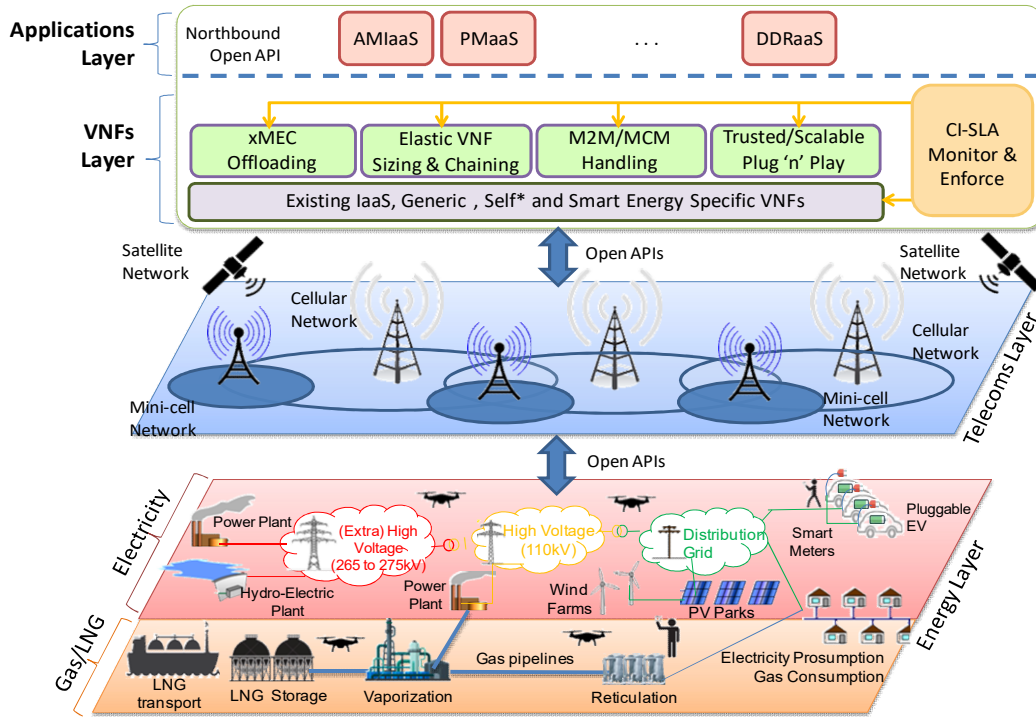 Applications
Layer
Northbound
Open API
AMIaaS
PMaaS
...
DDRaaS
VNFs
Layer
xMEC
Offloading
Elastic VNF
Sizing & Chaining
M2M/MCM
Handling
Trusted/Scalable
Plug ‘n’ Play
CI-SLA
Monitor &
Enforce
Existing IaaS, Generic , Self* and Smart Energy Specific VNFs
Satellite
Network
Open APIs
Satellite
Network
Cellular
Network
Cellular
Network
Mini-cell
Network
Mini-cell
Network
Telecoms Layer
Open APIs
Electricity
Power Plant
(Extra) High
Voltage
(265 to 275kV)
High Voltage
(110kV)
Distribution
Grid
Smart
Meters
Pluggable
EV
Hydro-Electric
Plant
Power
Plant
Wind
Farms
PV Parks
Energy Layer
Gas/LNG
LNG
transport
LNG Storage
Vaporization
Gas pipelines
Reticulation
Electricity Prosumption
Gas Consumption